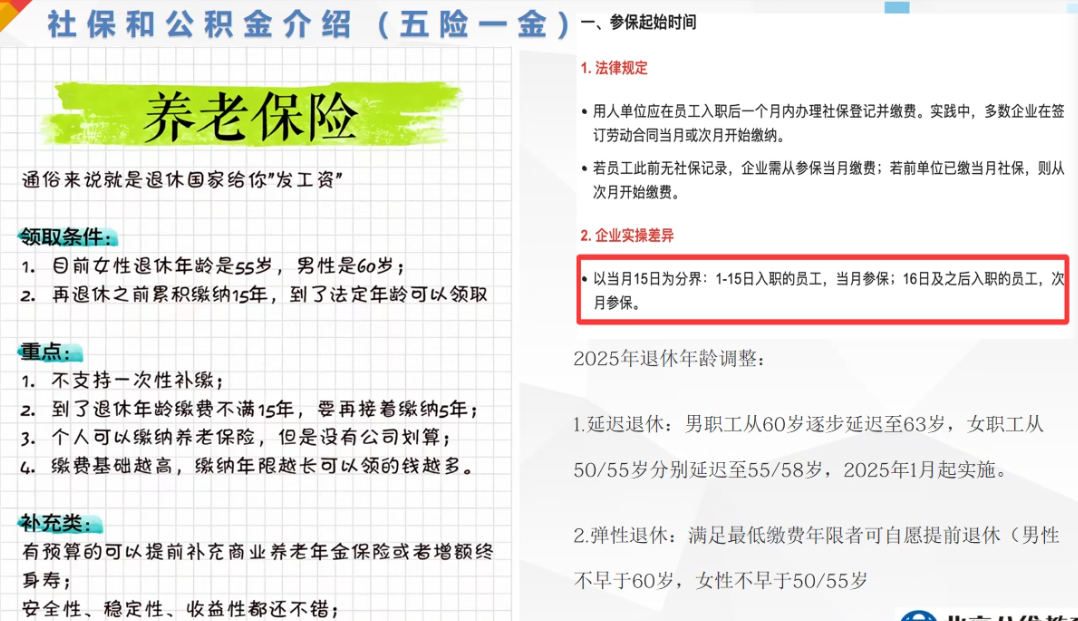 社保和公积金介绍（五险一金）
养老保险
通俗来说就是退休国家给你"发工资"
领取条件：
1. 目前女性退休年龄是55岁，男性是60岁；
2. 再退休之前累积缴纳15年，到了法定年龄可以领取
重点：
1. 不支持一次性补缴；
2. 到了退休年龄缴费不满15年，要再接着缴纳5年；
3. 个人可以缴纳养老保险，但是没有公司划算；
4. 缴费基础越高，缴纳年限越长可以领的钱越多。
补充类：
有预算的可以提前补充商业养老年金保险或者增额终
身寿；
安全性、稳定性、收益性都还不错；
一、参保起始时间
1. 法律规定
• 用人单位应在员工入职后一个月内办理社保登记并缴费。实践中，多数企业在签
订劳动合同当月或次月开始缴纳。
• 若员工此前无社保记录，企业需从参保当月缴费；若前单位已缴当月社保，则从
次月开始缴费。
2. 企业实操差异
• 以当月15日为分界：1-15日入职的员工，当月参保；16日及之后入职的员工，次
月参保。
2025年退休年龄调整：
1.延迟退休：男职工从60岁逐步延迟至63岁，女职工从
50/55岁分别延迟至55/58岁，2025年1月起实施。
2.弹性退休：满足最低缴费年限者可自愿提前退休（男性
不早于60岁，女性不早于50/55岁